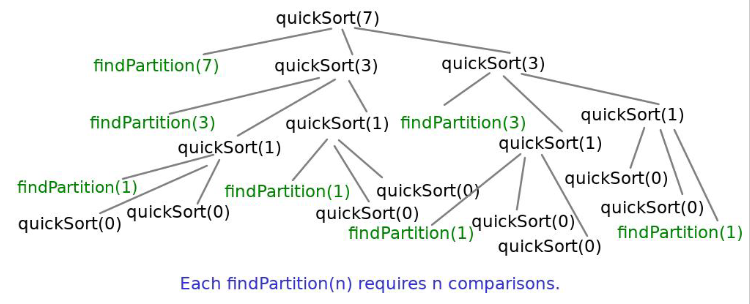 quickSort(7)
findPartition(7)
quickSort(3)
quickSort(3)
findPartition(3)
quickSort(1)
findPartition(3)
quickSort(1)
quickSort(1)
quickSort(1)
findPartition(1)
findPartition(1)
quickSort(0)
quickSort(0)
quickSort(0)
quickSort(0)
quickSort(0)
quickSort(0)
quickSort(0)
findPartition(1)
findPartition(1)
quickSort(0)
Each findPartition(n) requires n comparisons.